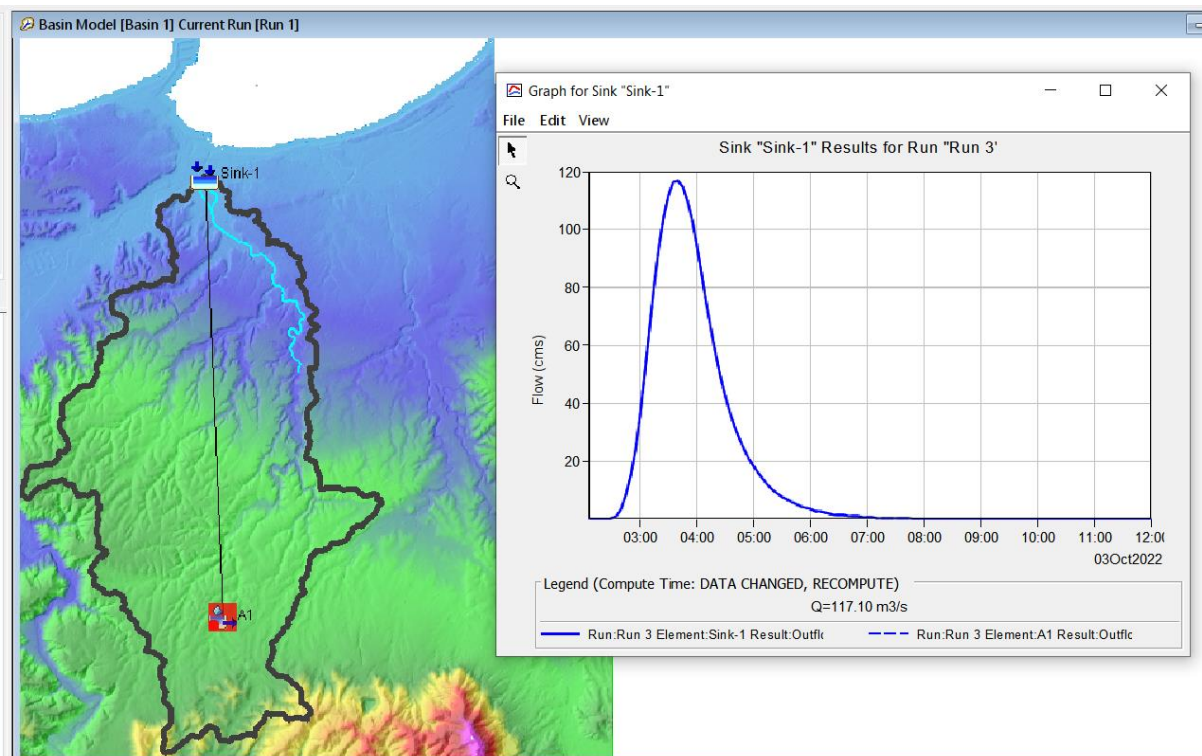 Basin Model [Basin 1] Current Run [Run 1]
Sink-1
A1
Graph for Sink "Sink-1"
File Edit View
Sink "Sink-1" Results for Run "Run 3'
120
100
80
60
40
20
Flow (cms)
03:00 04:00 05:00 06:00 07:00 08:00 09:00 10:00 11:00 12:0
03Oct2022
Legend (Compute Time: DATA CHANGED, RECOMPUTE)
Q=117.10 m3/s
Run:Run 3 Element:Sink-1 Result:Outflc Run:Run 3 Element:A1 Result:Outflc